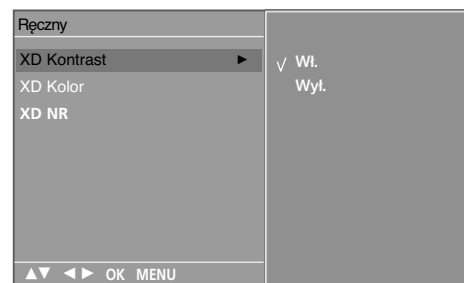 Ręczny
XD Kontrast ►
√ Wł.
XD Kolor
Wył.
XD NR
▲▼ ◄► OK MENU